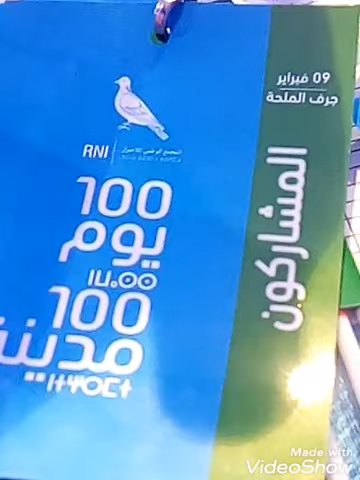 09 فبراير
جرف الملحة
المشاركون
RNI
التجمع الوطني للأحرار
100
يوم
100
مدينة
Made with
VideoShow